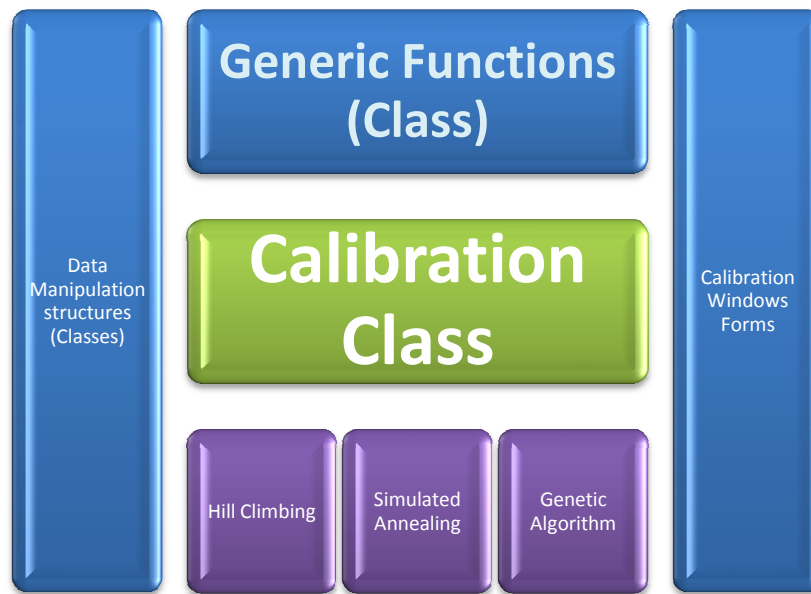 Generic Functions
(Class)
Data
Manipulation
structures
(Classes)
Calibration
Class
Calibration
Windows
Forms
Hill Climbing
Simulated
Annealing
Genetic
Algorithm